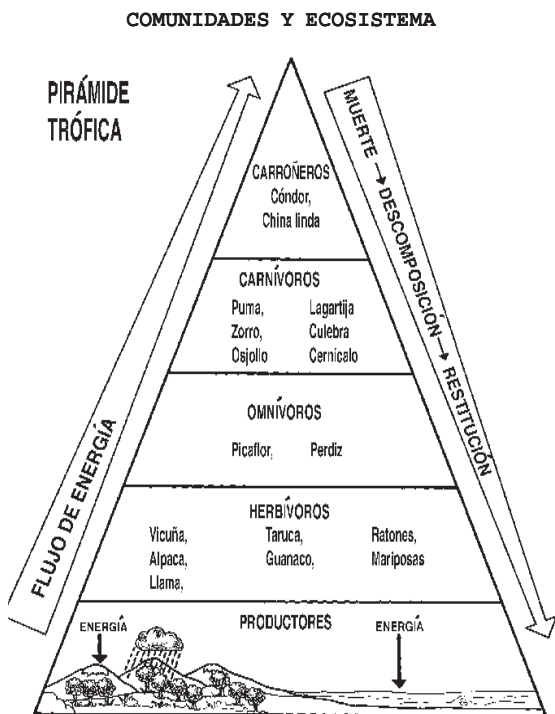 COMUNIDADES Y ECOSISTEMA
PIRÁMIDE
TRÓFICA
CARROÑEROS
Cóndor,
China linda
CARNÍVOROS
Puma, Lagartija
Zorro, Culebra
Osjollo Cernícalo
OMNÍVOROS
Picaflor, Perdiz
HERBÍVOROS
Vicuña, Taruca, Ratones,
Alpaca, Guanaco, Mariposas
Llama,
ENERGÍA PRODUCTORES ENERGÍA
FLUJO DE ENERGÍA
MUERTE → DESCOMPOSICIÓN → RESTITUCIÓN